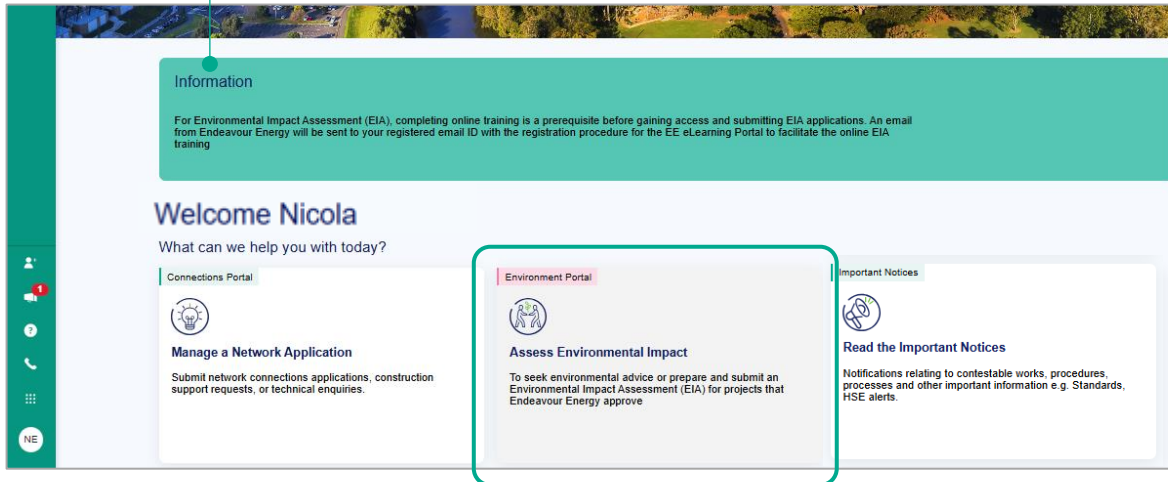 Information
For Environmental Impact Assessment (EIA), completing online training is a prerequisite before gaining access and submitting EIA applications. An email
from Endeavour Energy will be sent to your registered email ID with the registration procedure for the EE eLearning Portal to facilitate the online EIA
training
Welcome Nicola
What can we help you with today?
Connections Portal
Manage a Network Application
Submit network connections applications, construction
support requests, or technical enquiries.
Environment Portal
Assess Environmental Impact
To seek environmental advice or prepare and submit an
Environmental Impact Assessment (EIA) for projects that
Endeavour Energy approve
Important Notices
Read the Important Notices
Notifications relating to contestable works, procedures,
processes and other important information e.g. Standards,
HSE alerts.
1
?
NE